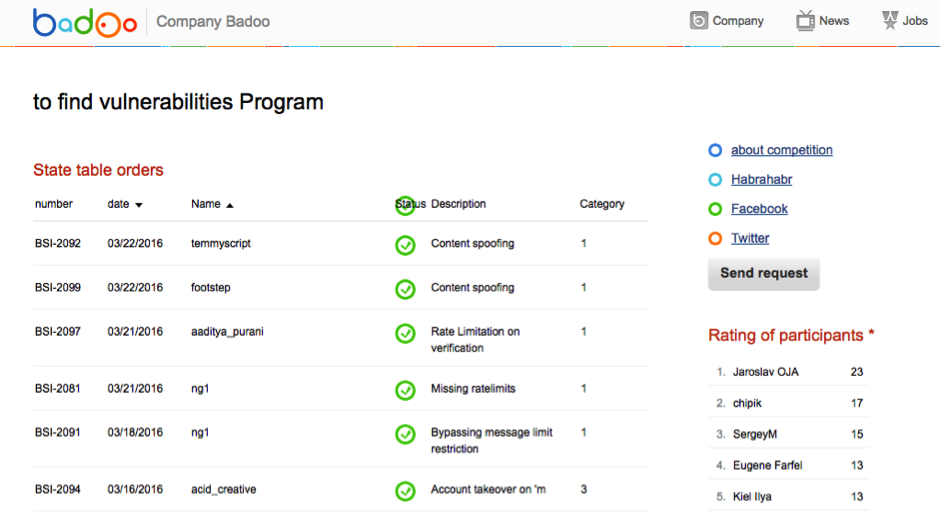 badoo
Company Badoo
Company
News
Jobs
to find vulnerabilities Program
State table orders
number date Name Status Description Category
BSI-2092 03/22/2016 temmyscript Content spoofing 1
BSI-2099 03/22/2016 footstep Content spoofing 1
BSI-2097 03/21/2016 aaditya_purani Rate Limitation on 1
verification
BSI-2081 03/21/2016 ng1 Missing ratelimits 1
BSI-2091 03/18/2016 ng1 Bypassing message limit 1
restriction
BSI-2094 03/16/2016 acid_creative Account takeover on 'm 3
about competition
Habrahabr
Facebook
Twitter
Send request
Rating of participants *
1. Jaroslav OJA 23
2. chipik 17
3. SergeyM 15
4. Eugene Farfel 13
5. Kiel Ilya 13